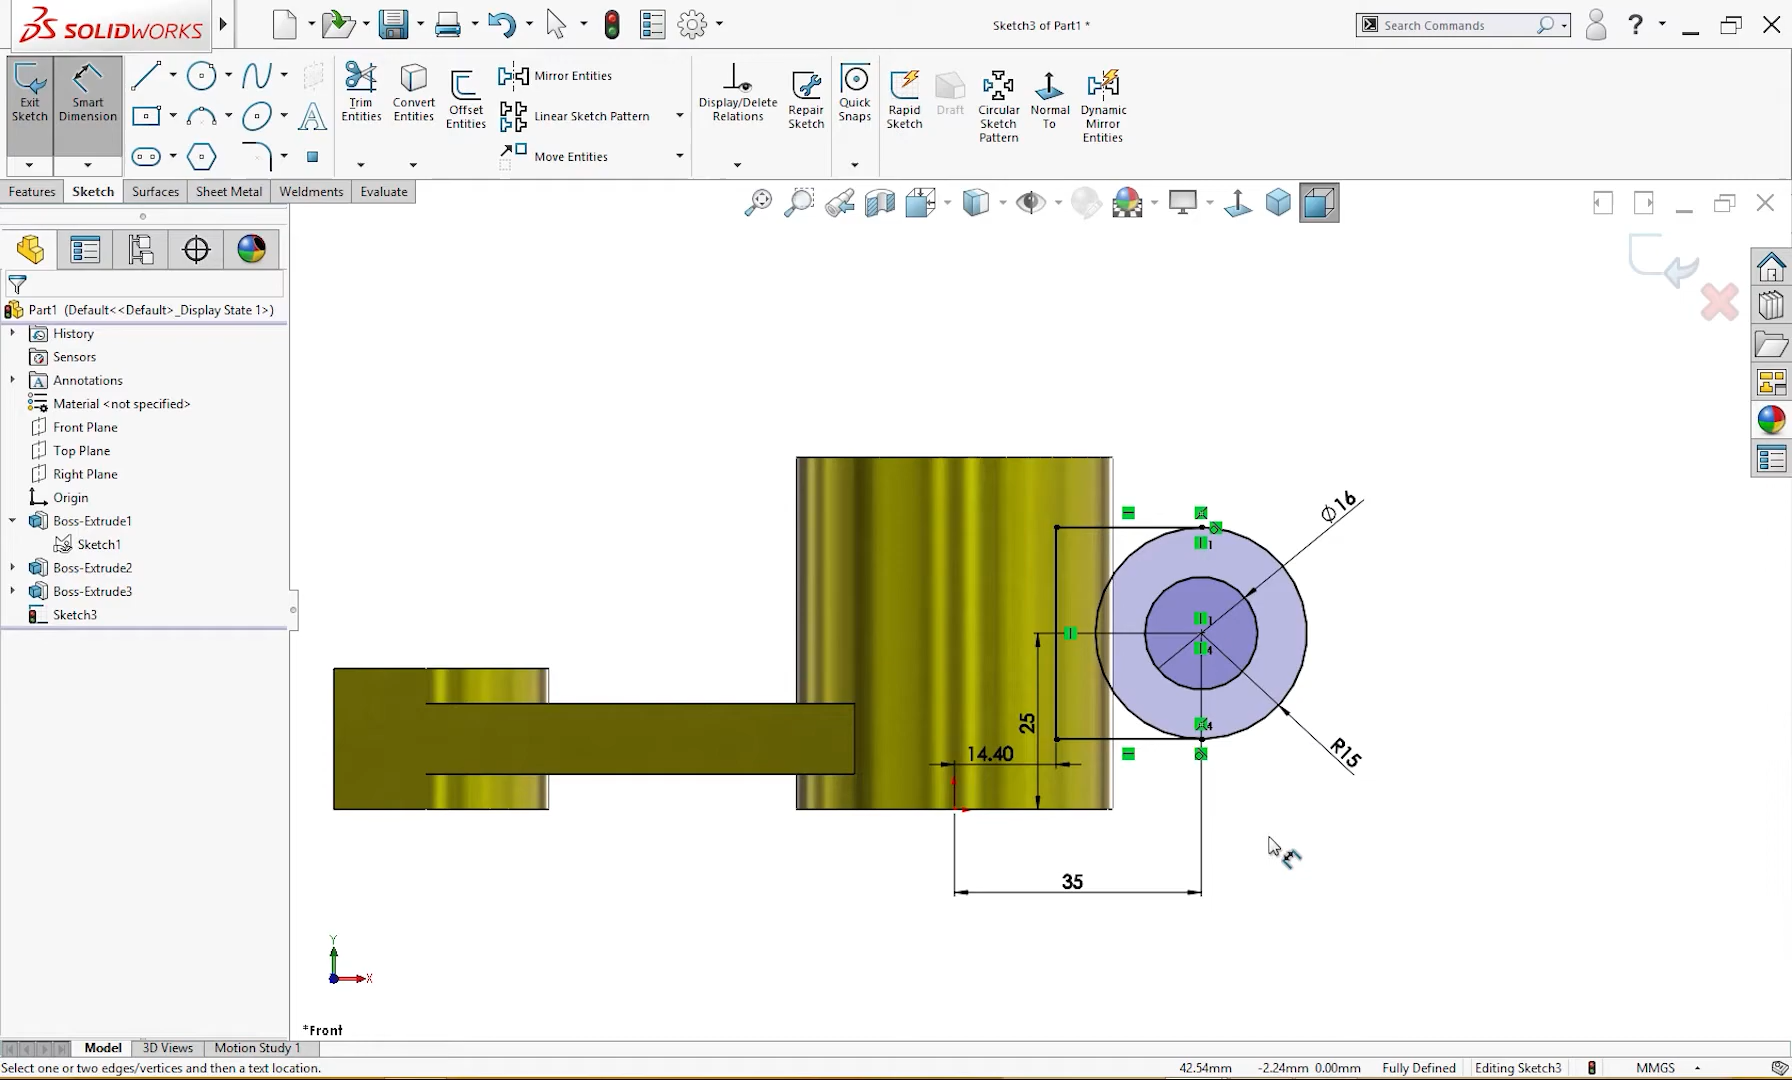 SOLIDWORKS
Sketch3 of Part1 *
Search Commands
?
Exit Sketch
Smart Dimension
Trim Entities
Convert Entities
Offset Entities
Mirror Entities
Linear Sketch Pattern
Move Entities
Display/Delete Relations
Repair Sketch
Quick Snaps
Rapid Sketch
Draft
Circular Sketch Pattern
Normal To
Dynamic Mirror Entities
Features
Sketch
Surfaces
Sheet Metal
Weldments
Evaluate
Part1 (Default<<Default>_Display State 1>)
History
Sensors
Annotations
Material <not specified>
Front Plane
Top Plane
Right Plane
Origin
Boss-Extrude1
Sketch1
Boss-Extrude2
Boss-Extrude3
Sketch3
Ø16
1
1
4
4
25
14.40
R15
35
Y
X
*Front
Model
3D Views
Motion Study 1
Select one or two edges/vertices and then a text location.
42.54mm
-2.24mm
0.00mm
Fully Defined
Editing Sketch3
MMGS